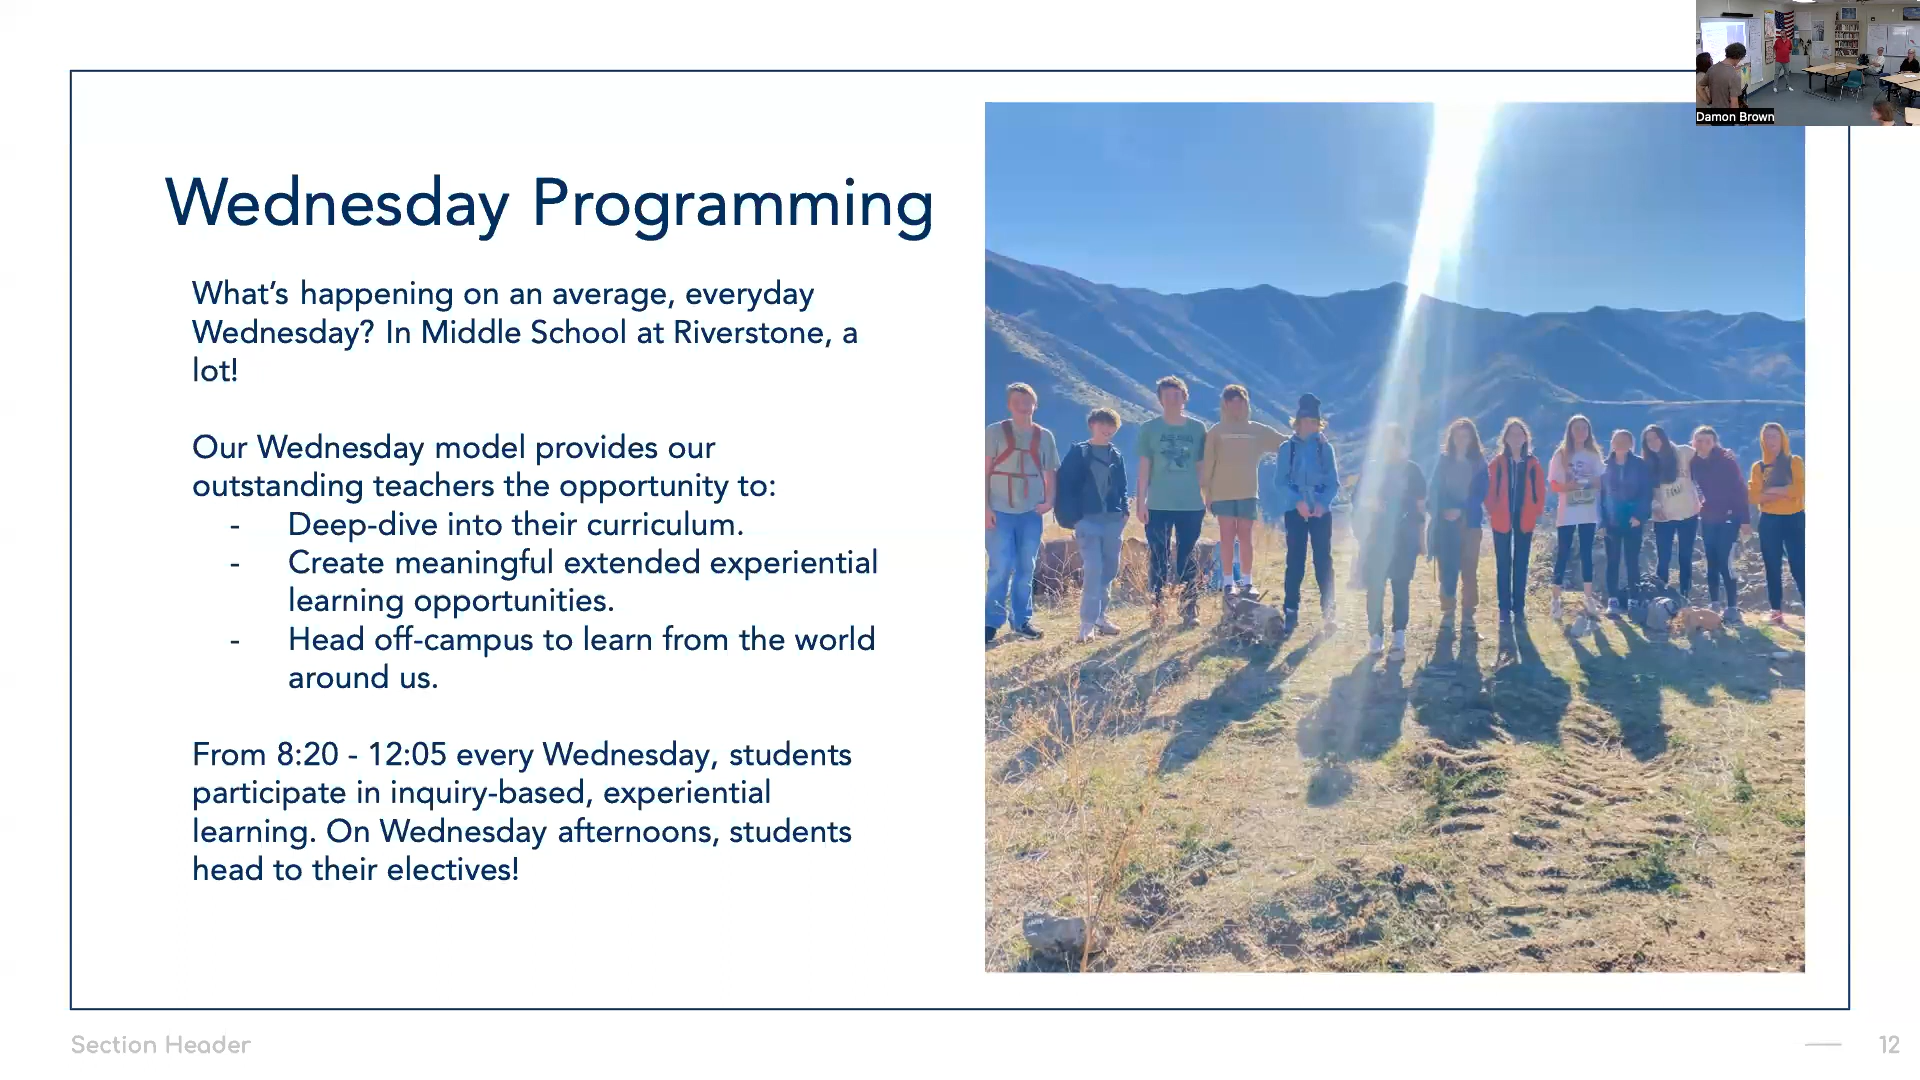 Damon Brown
Wednesday Programming
What's happening on an average, everyday
Wednesday? In Middle School at Riverstone, a
lot!
Our Wednesday model provides our
outstanding teachers the opportunity to:
- Deep-dive into their curriculum.
- Create meaningful extended experiential
learning opportunities.
- Head off-campus to learn from the world
around us.
From 8:20 - 12:05 every Wednesday, students
participate in inquiry-based, experiential
learning. On Wednesday afternoons, students
head to their electives!
Section Header
12